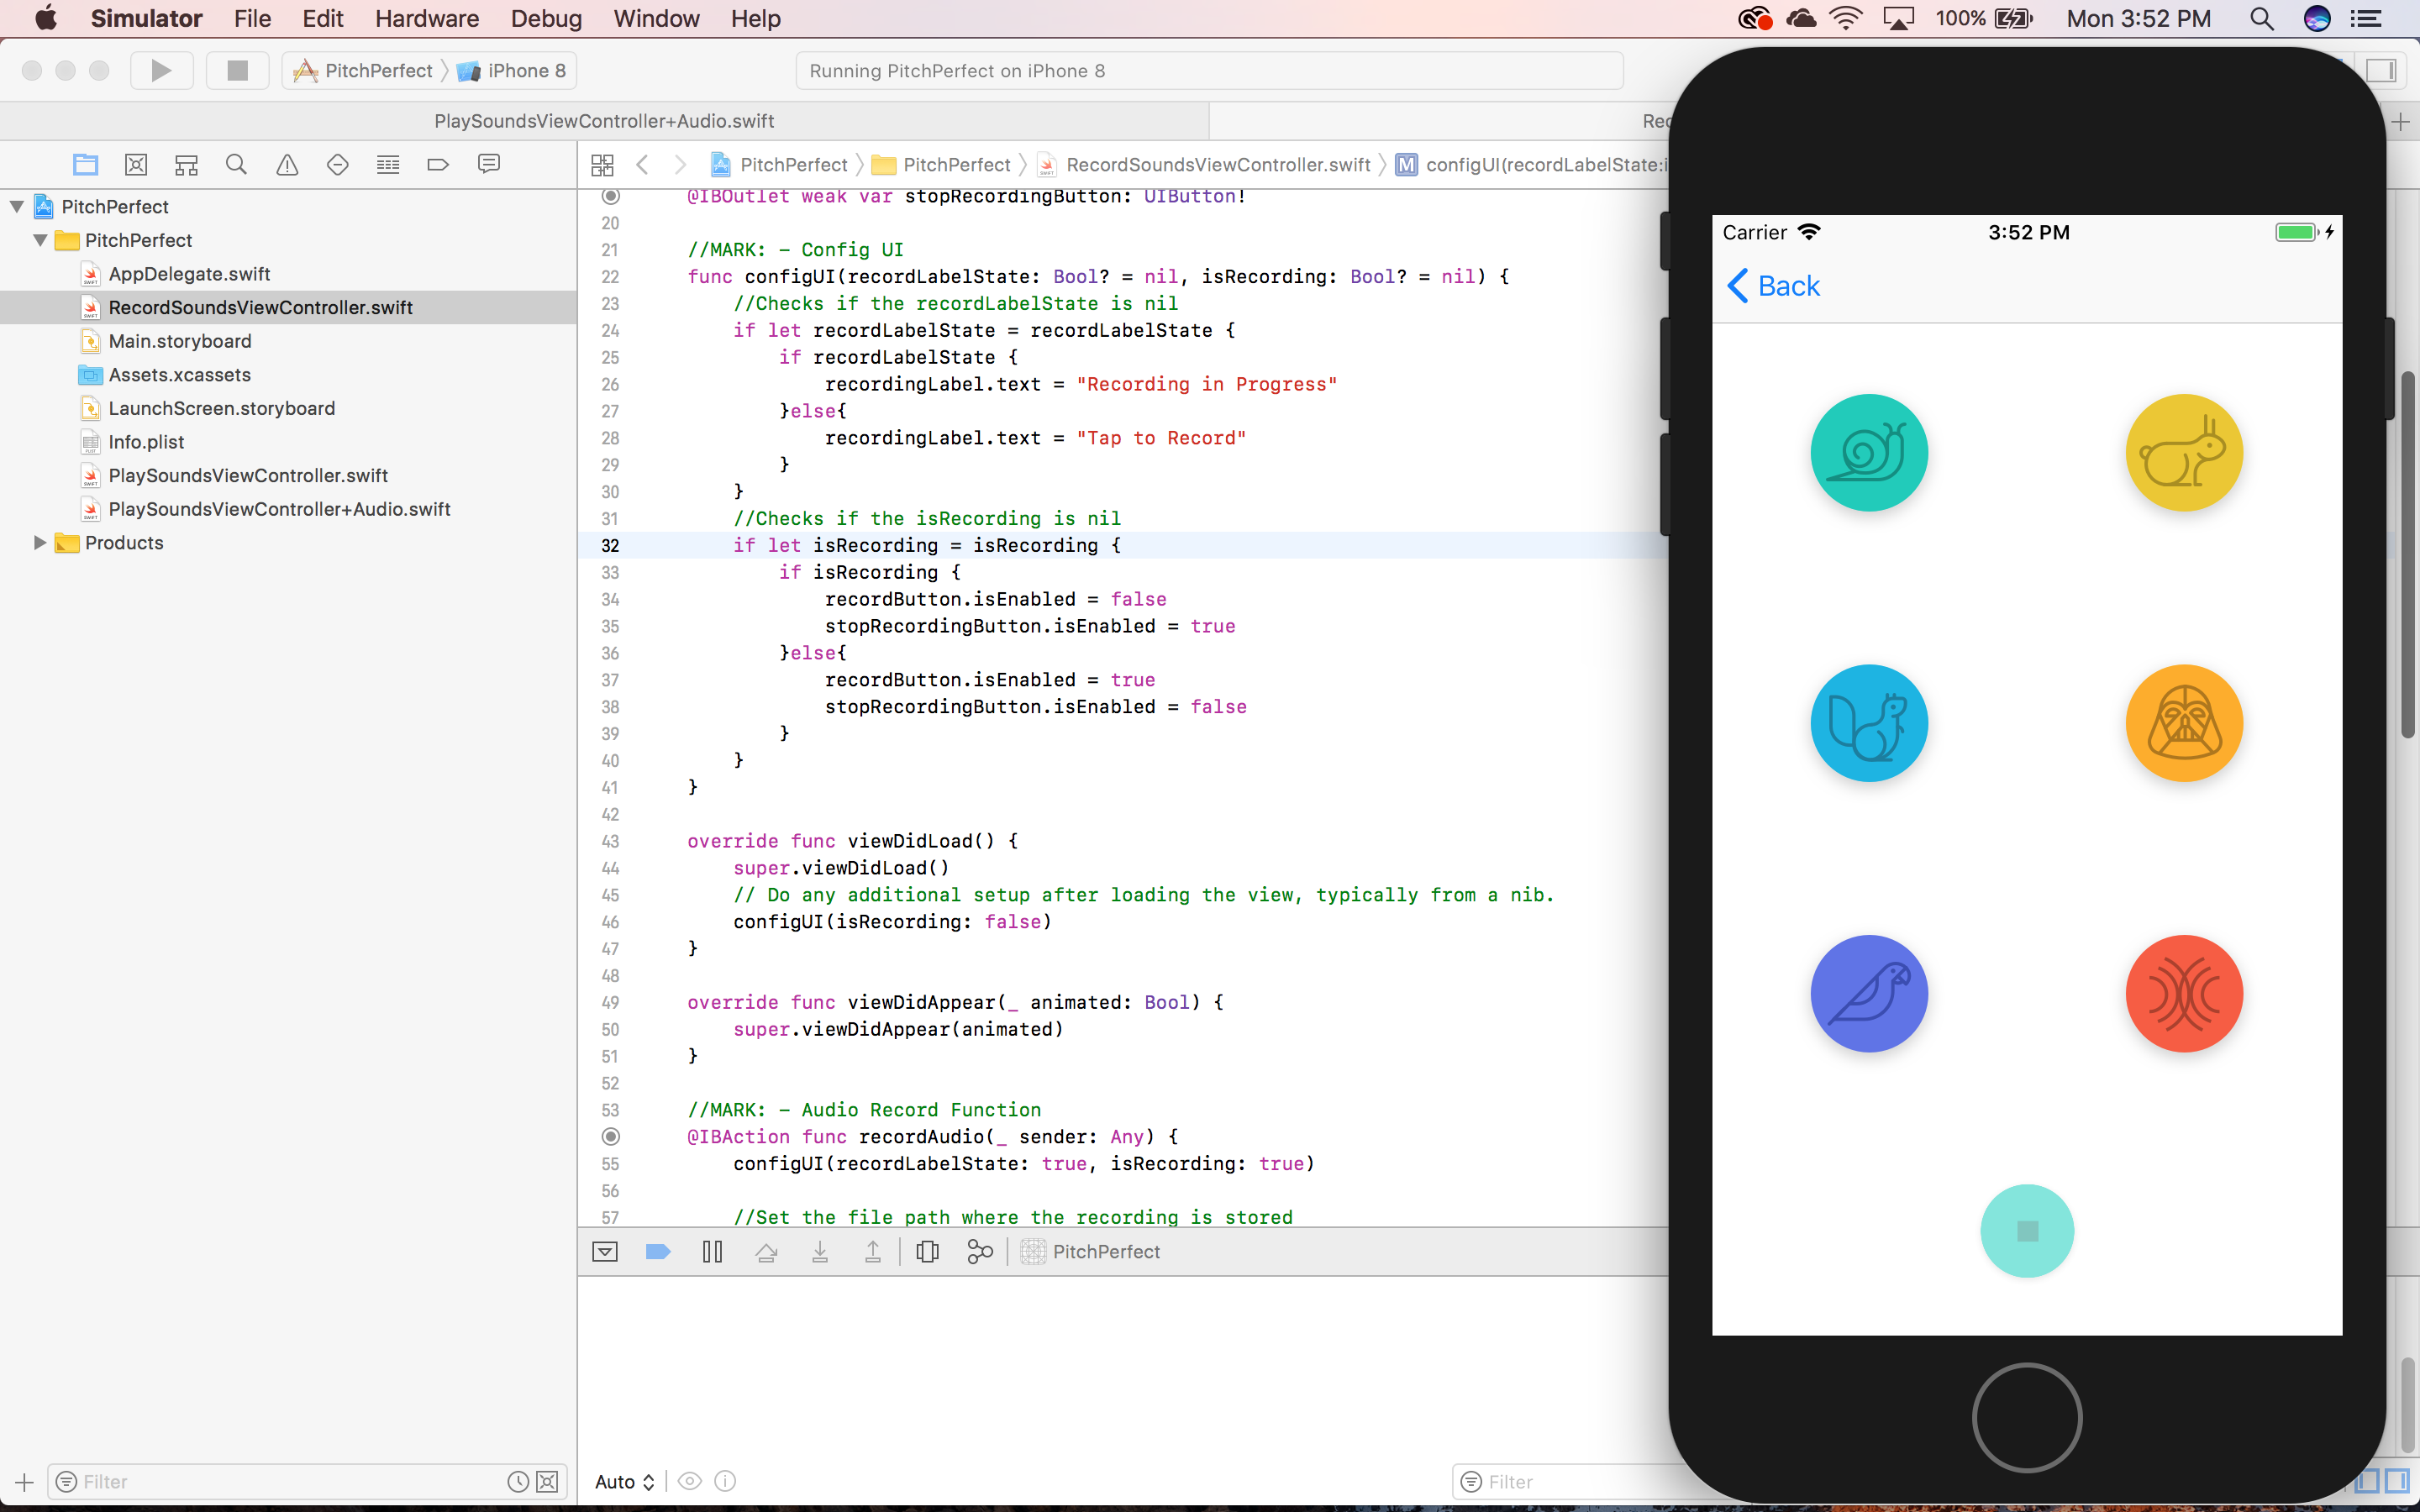 Simulator File Edit Hardware Debug Window Help 100% Mon 3:52 PM
PitchPerfect iPhone 8 Running PitchPerfect on iPhone 8
PlaySoundsViewController+Audio.swift
PitchPerfect PitchPerfect RecordSoundsViewController.swift M configUI(recordLabelState:
PitchPerfect
PitchPerfect
AppDelegate.swift
RecordSoundsViewController.swift
Main.storyboard
Assets.xcassets
LaunchScreen.storyboard
Info.plist
PlaySoundsViewController.swift
PlaySoundsViewController+Audio.swift
Products
Filter
@IBOutlet weak var stopRecordingButton: UIButton!
20
21 //MARK: - Config UI
22 func configUI(recordLabelState: Bool? = nil, isRecording: Bool? = nil) {
23 //Checks if the recordLabelState is nil
24 if let recordLabelState = recordLabelState {
25 if recordLabelState {
26 recordingLabel.text = "Recording in Progress"
27 }else{
28 recordingLabel.text = "Tap to Record"
29 }
30 }
31 //Checks if the isRecording is nil
32 if let isRecording = isRecording {
33 if isRecording {
34 recordButton.isEnabled = false
35 stopRecordingButton.isEnabled = true
36 }else{
37 recordButton.isEnabled = true
38 stopRecordingButton.isEnabled = false
39 }
40 }
41 }
42
43 override func viewDidLoad() {
44 super.viewDidLoad()
45 // Do any additional setup after loading the view, typically from a nib.
46 configUI(isRecording: false)
47 }
48
49 override func viewDidAppear(_ animated: Bool) {
50 super.viewDidAppear(animated)
51 }
52
53 //MARK: - Audio Record Function
@IBAction func recordAudio(_ sender: Any) {
55 configUI(recordLabelState: true, isRecording: true)
56
57 //Set the file path where the recording is stored
PitchPerfect
Auto Filter
Carrier 3:52 PM
Back